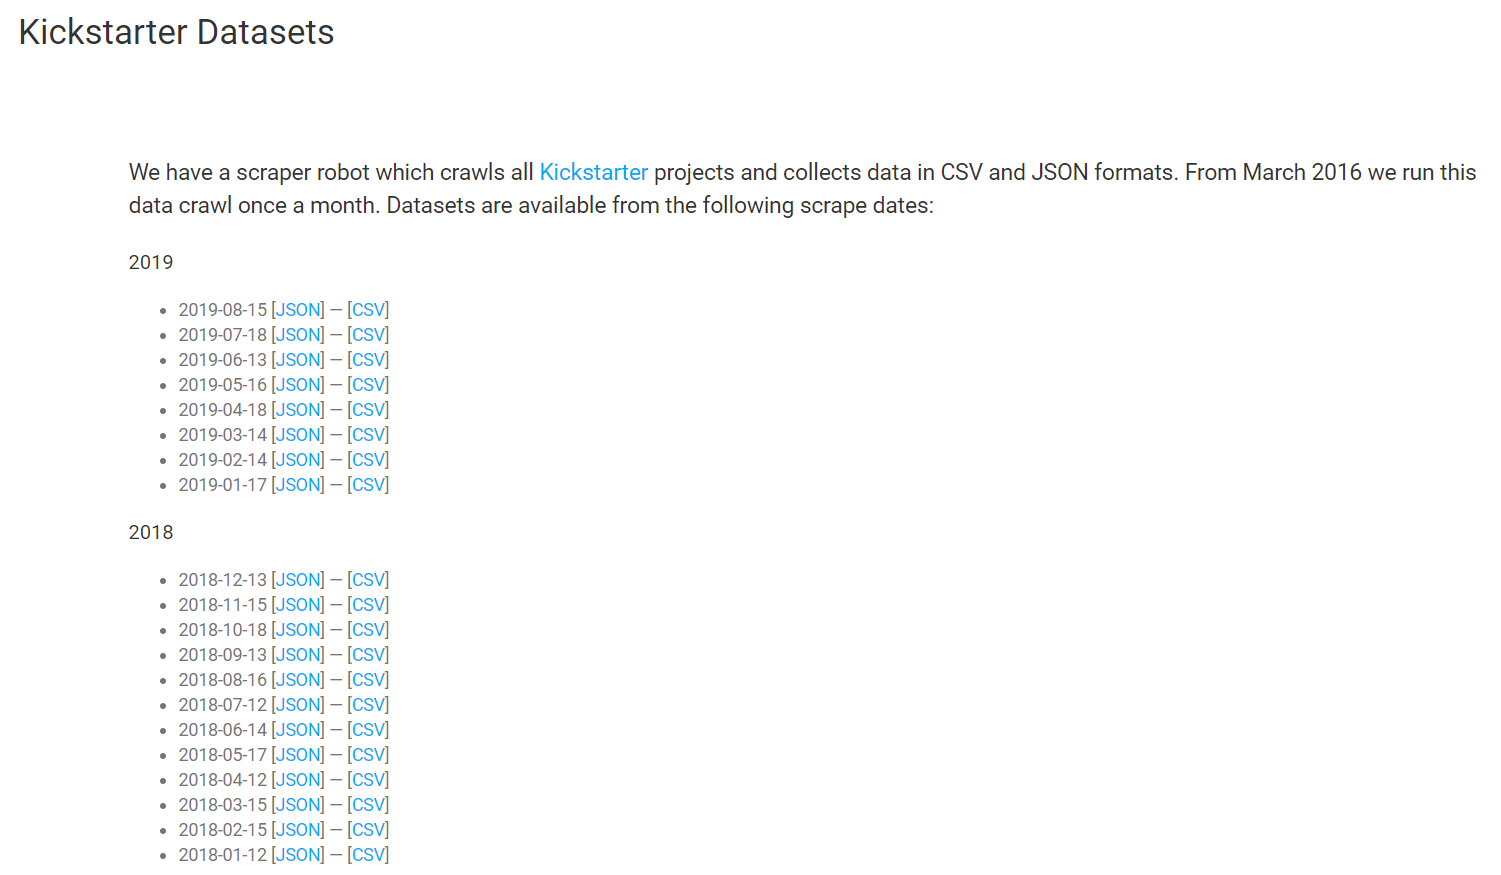 Kickstarter Datasets
We have a scraper robot which crawls all Kickstarter projects and collects data in CSV and JSON formats. From March 2016 we run this
data crawl once a month. Datasets are available from the following scrape dates:
2019
• 2019-08-15 [JSON] – [CSV]
• 2019-07-18 [JSON] – [CSV]
• 2019-06-13 [JSON] – [CSV]
• 2019-05-16 [JSON] – [CSV]
• 2019-04-18 [JSON] – [CSV]
• 2019-03-14 [JSON] – [CSV]
• 2019-02-14 [JSON] – [CSV]
• 2019-01-17 [JSON] – [CSV]
2018
• 2018-12-13 [JSON] – [CSV]
• 2018-11-15 [JSON] – [CSV]
• 2018-10-18 [JSON] – [CSV]
• 2018-09-13 [JSON] – [CSV]
• 2018-08-16 [JSON] – [CSV]
• 2018-07-12 [JSON] – [CSV]
• 2018-06-14 [JSON] – [CSV]
• 2018-05-17 [JSON] – [CSV]
• 2018-04-12 [JSON] – [CSV]
• 2018-03-15 [JSON] – [CSV]
• 2018-02-15 [JSON] – [CSV]
• 2018-01-12 [JSON] – [CSV]